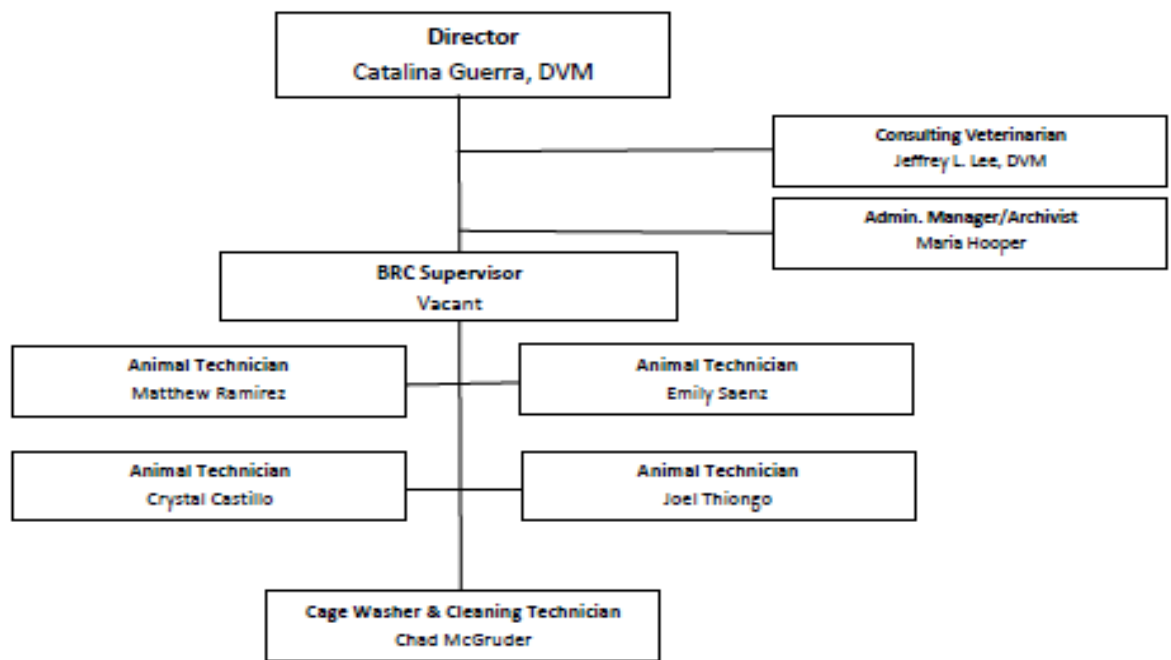 Director
Catalina Guerra, DVM
Consulting Veterinarian
Jeffrey L. Lee, DVM
Admin. Manager/Archivist
Maria Hooper
BRC Supervisor
Vacant
Animal Technician
Matthew Ramirez
Animal Technician
Emily Saenz
Animal Technician
Crystal Castillo
Animal Technician
Joel Thiongo
Cage Washer & Cleaning Technician
Chad McGruder